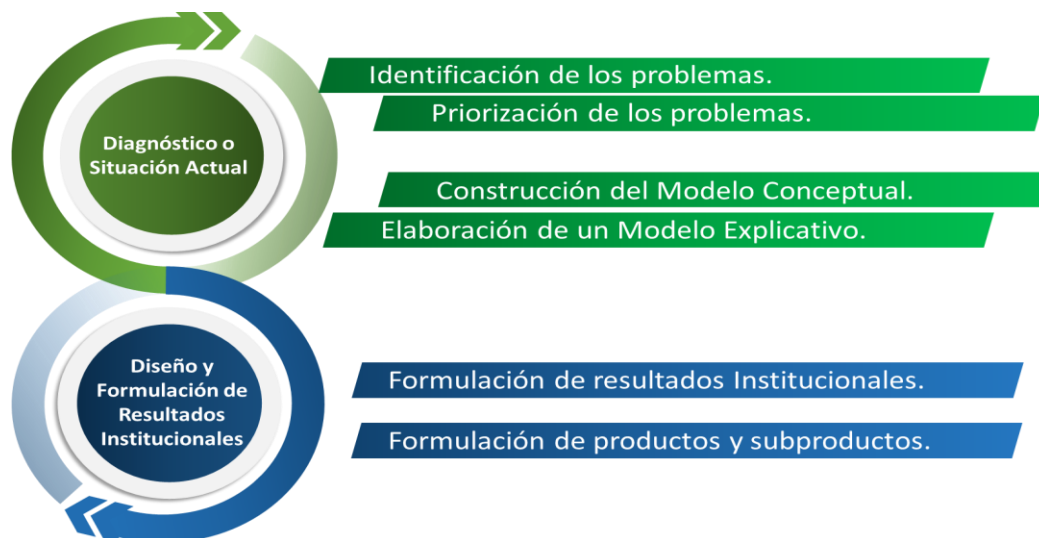 Diagnóstico o
Situación Actual
Identificación de los problemas.
Priorización de los problemas.
Construcción del Modelo Conceptual.
Elaboración de un Modelo Explicativo.
Diseño y
Formulación de
Resultados
Institucionales
Formulación de resultados Institucionales.
Formulación de productos y subproductos.